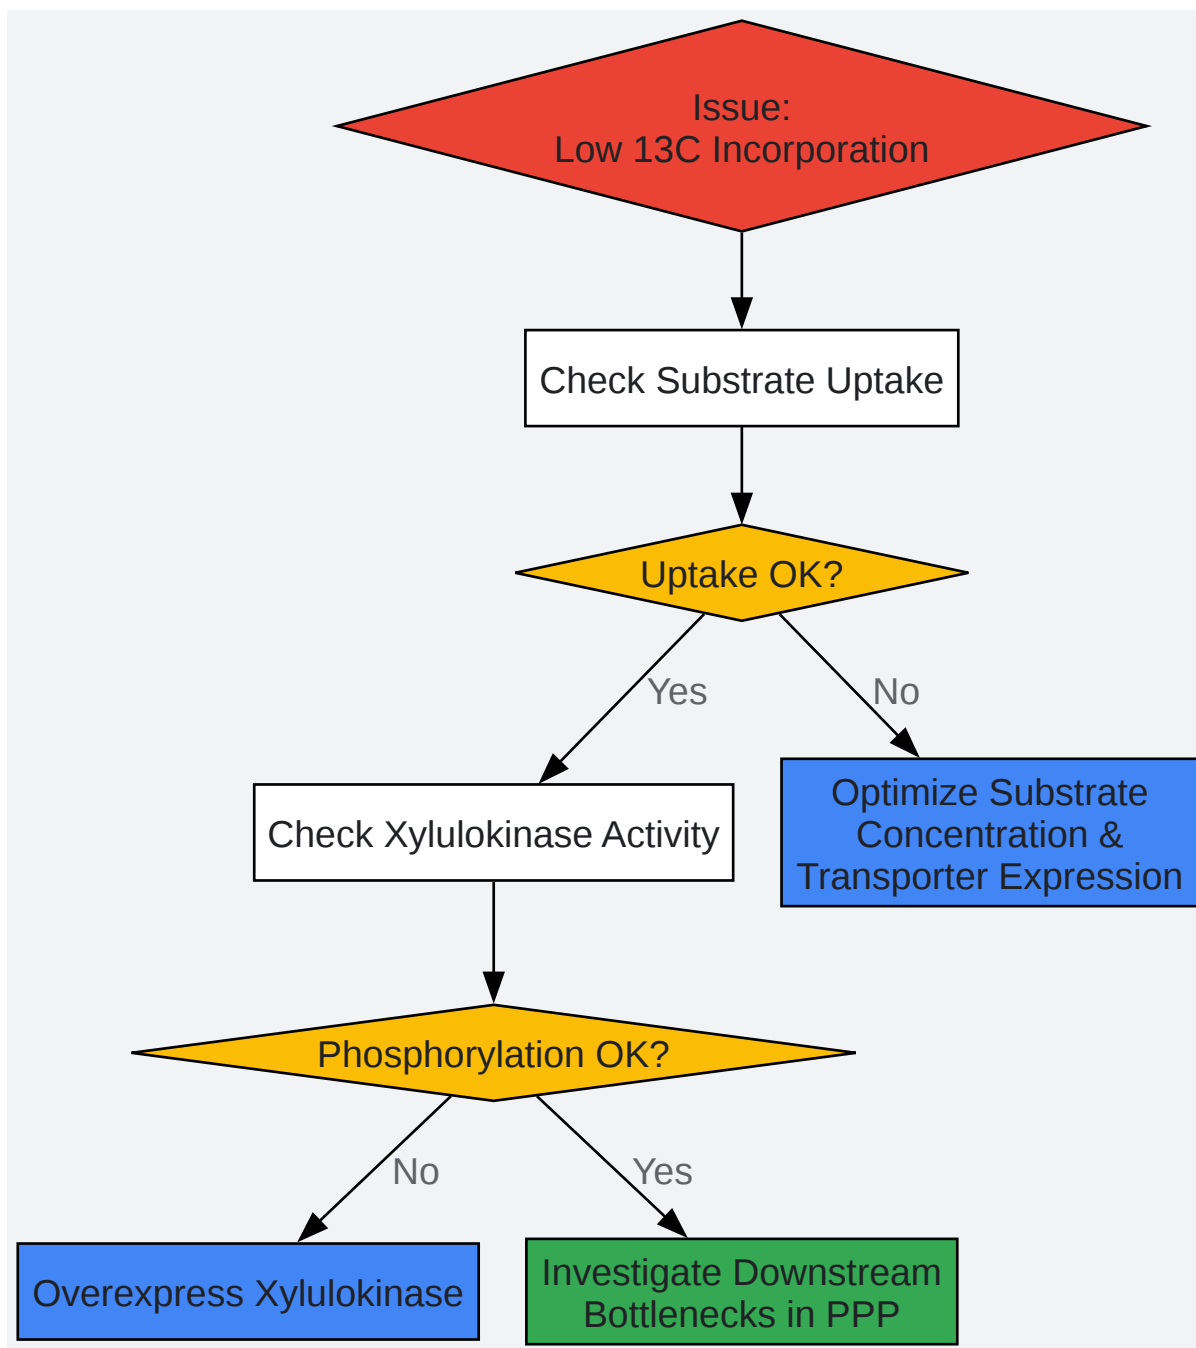 Issue:
Low 13C Incorporation
Check Substrate Uptake
Uptake OK?
Yes
No
Optimize Substrate
Concentration &
Transporter Expression
Check Xylulokinase Activity
Phosphorylation OK?
No
Yes
Overexpress Xylulokinase
Investigate Downstream
Bottlenecks in PPP